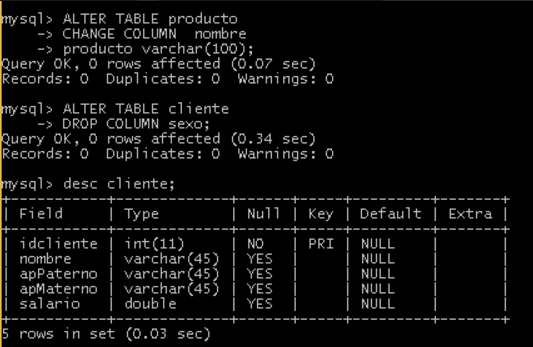 mysql> ALTER TABLE producto
    -> CHANGE COLUMN  nombre
    -> producto varchar(100);
Query OK, 0 rows affected (0.07 sec)
Records: 0  Duplicates: 0  Warnings: 0
mysql> ALTER TABLE cliente
    -> DROP COLUMN sexo;
Query OK, 0 rows affected (0.34 sec)
Records: 0  Duplicates: 0  Warnings: 0
mysql> desc cliente;
+-----------+-------------+------+-----+---------+-------+
| Field     | Type        | Null | Key | Default | Extra |
+-----------+-------------+------+-----+---------+-------+
| idcliente | int(11)     | NO   | PRI | NULL    |       |
| nombre    | varchar(45) | YES  |     | NULL    |       |
| apPaterno | varchar(45) | YES  |     | NULL    |       |
| apMaterno | varchar(45) | YES  |     | NULL    |       |
| salario   | double      | YES  |     | NULL    |       |
+-----------+-------------+------+-----+---------+-------+
5 rows in set (0.03 sec)